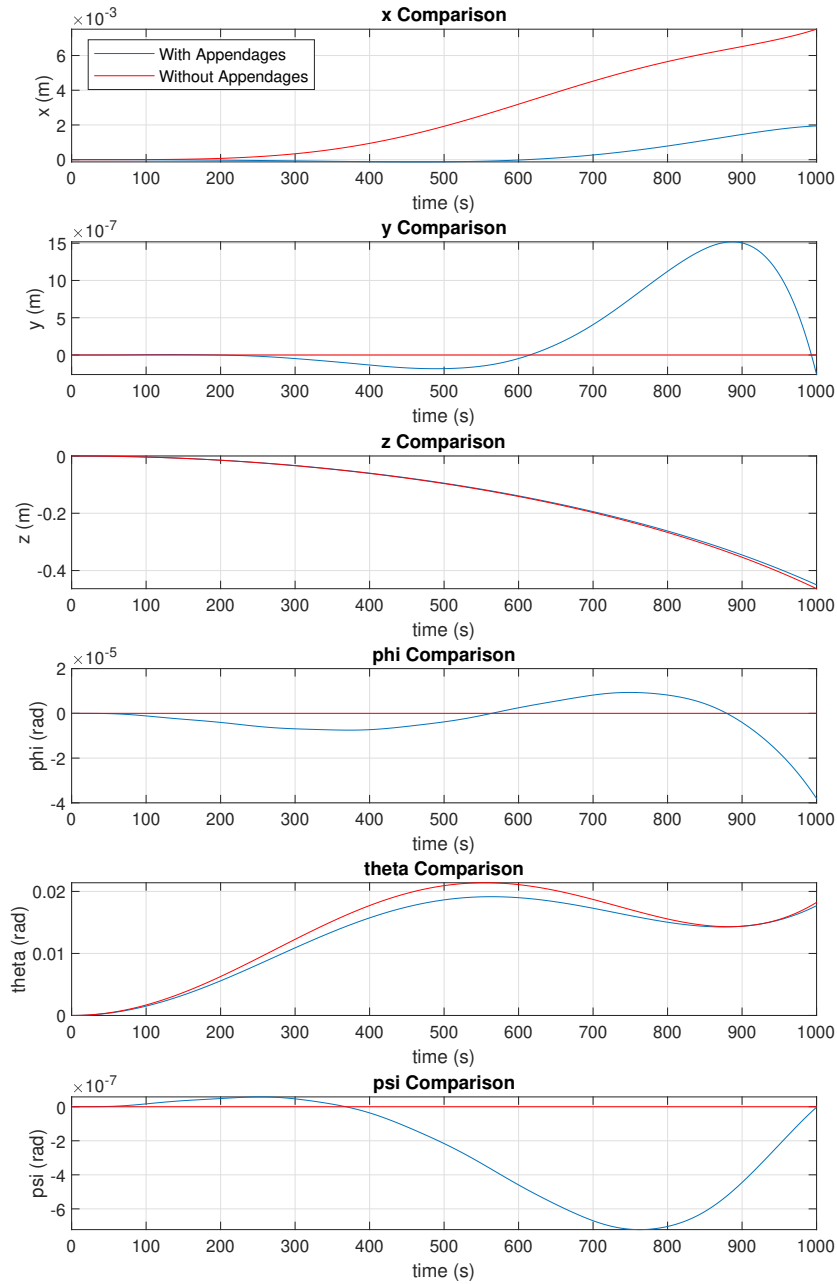 x Comparison
×10⁻³
6
4
2
0
x (m)
With Appendages
Without Appendages
0 100 200 300 400 500 600 700 800 900 1000
time (s)
y Comparison
×10⁻⁷
15
10
5
0
y (m)
0 100 200 300 400 500 600 700 800 900 1000
time (s)
z Comparison
0
-0.2
-0.4
z (m)
0 100 200 300 400 500 600 700 800 900 1000
time (s)
phi Comparison
×10⁻⁵
2
0
-2
-4
phi (rad)
0 100 200 300 400 500 600 700 800 900 1000
time (s)
theta Comparison
0.02
0.01
0
theta (rad)
0 100 200 300 400 500 600 700 800 900 1000
time (s)
psi Comparison
×10⁻⁷
0
-2
-4
-6
psi (rad)
0 100 200 300 400 500 600 700 800 900 1000
time (s)